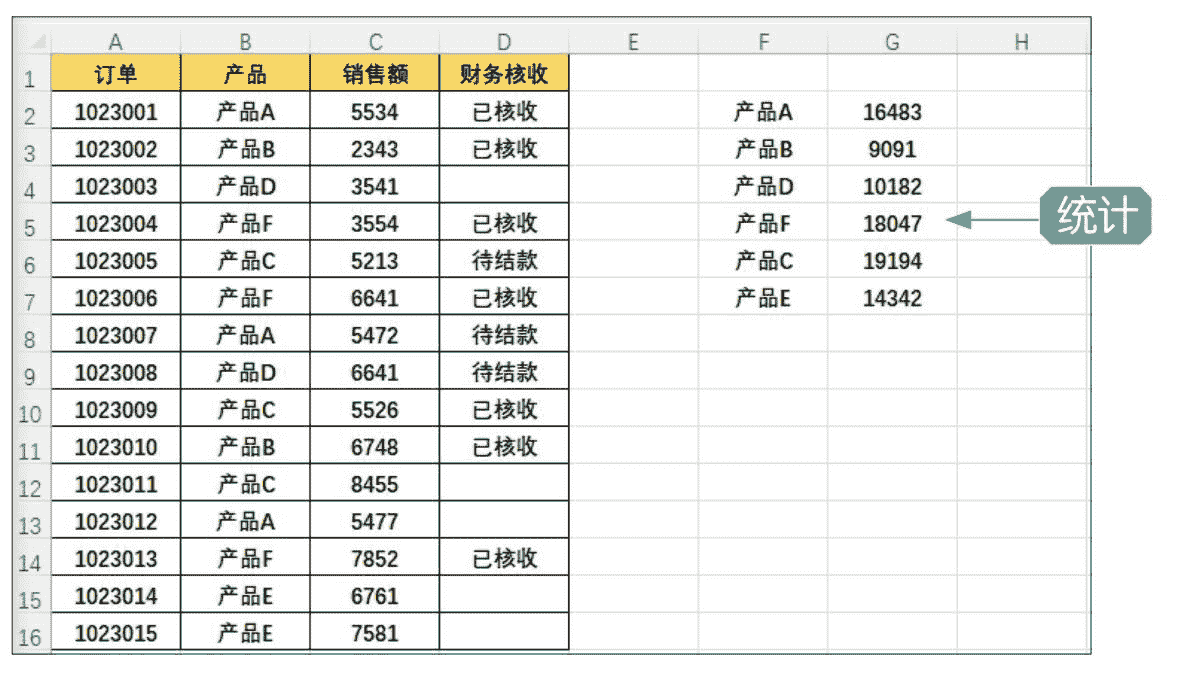 A B C D E F G H
1 订单 产品 销售额 财务核收
2 1023001 产品A 5534 已核收 产品A 16483
3 1023002 产品B 2343 已核收 产品B 9091
4 1023003 产品D 3541 产品D 10182
5 1023004 产品F 3554 已核收 产品F 18047 统计
6 1023005 产品C 5213 待结款 产品C 19194
7 1023006 产品F 6641 已核收 产品E 14342
8 1023007 产品A 5472 待结款
9 1023008 产品D 6641 待结款
10 1023009 产品C 5526 已核收
11 1023010 产品B 6748 已核收
12 1023011 产品C 8455
13 1023012 产品A 5477
14 1023013 产品F 7852 已核收
15 1023014 产品E 6761
16 1023015 产品E 7581